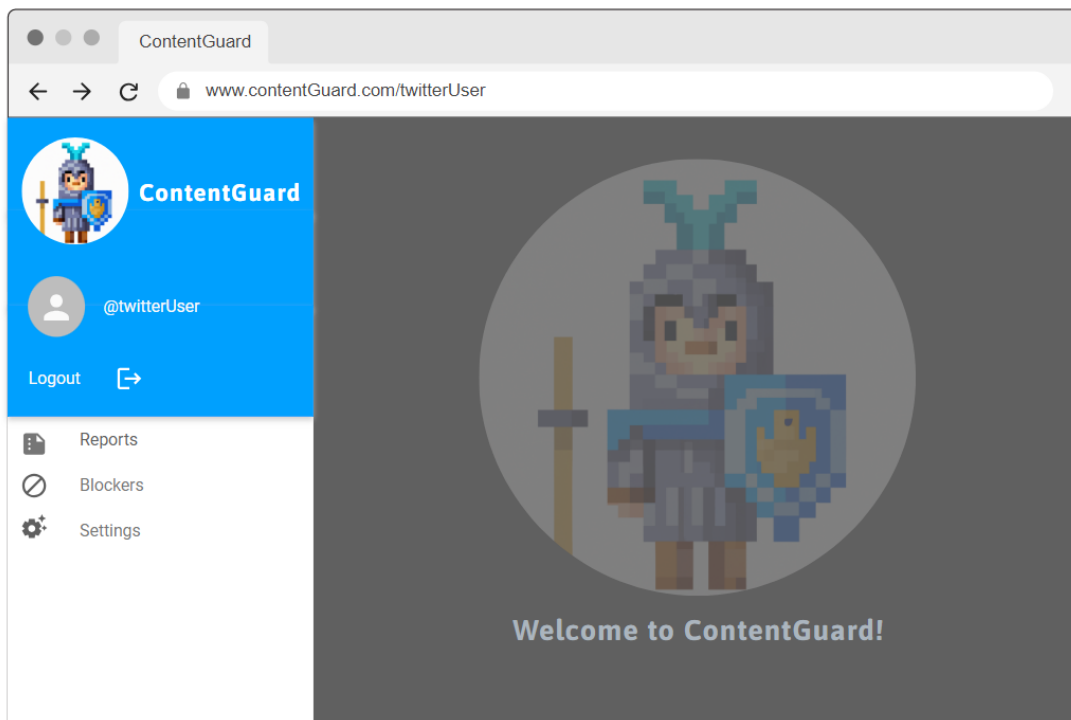 ContentGuard
www.contentGuard.com/twitterUser
ContentGuard
@twitterUser
Logout
Reports
Blockers
Settings
Welcome to ContentGuard!